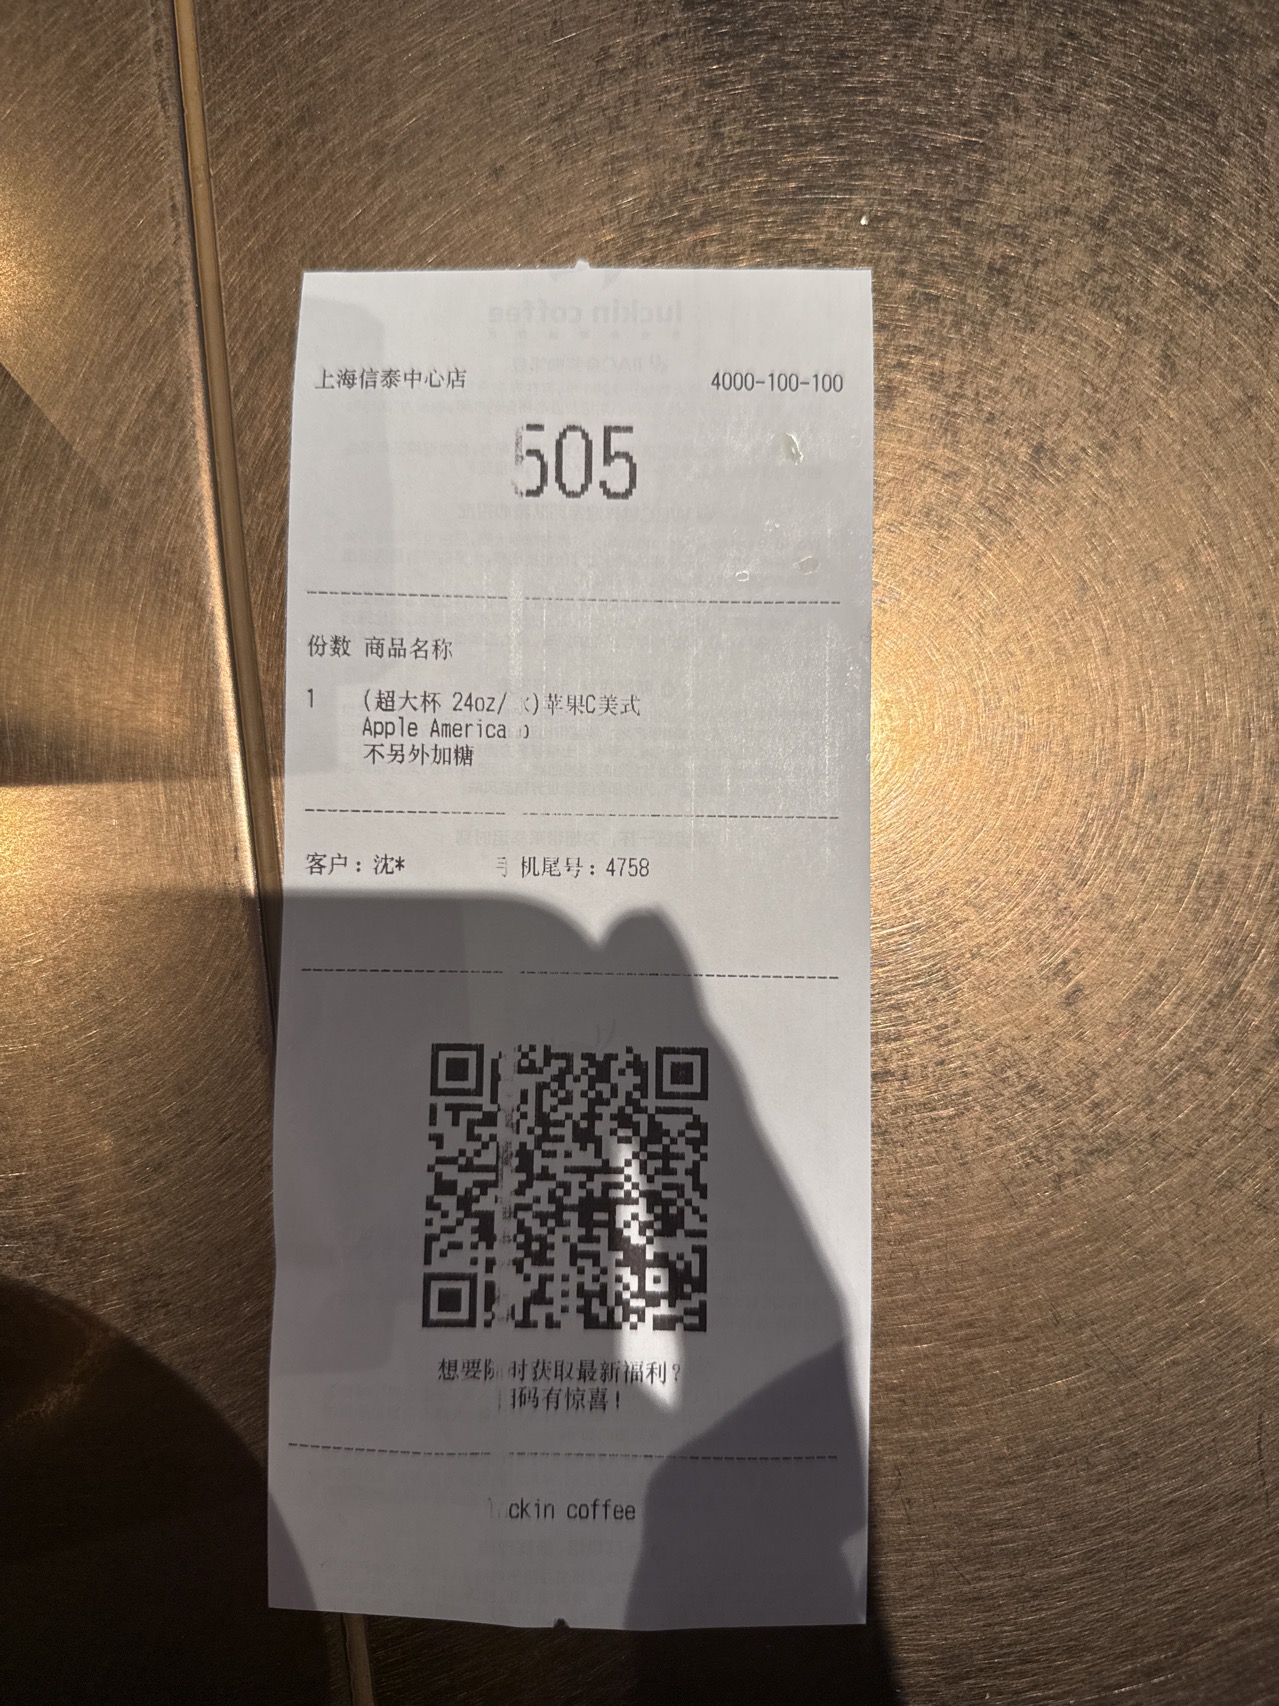 上海信泰中心店 4000-100-100
505
份数 商品名称
1 (超大杯 24oz/ )苹果C美式
Apple America o
不另外加糖
客户：沈* 手机尾号：4758
想要随时获取最新福利？
码有惊喜！
luckin coffee